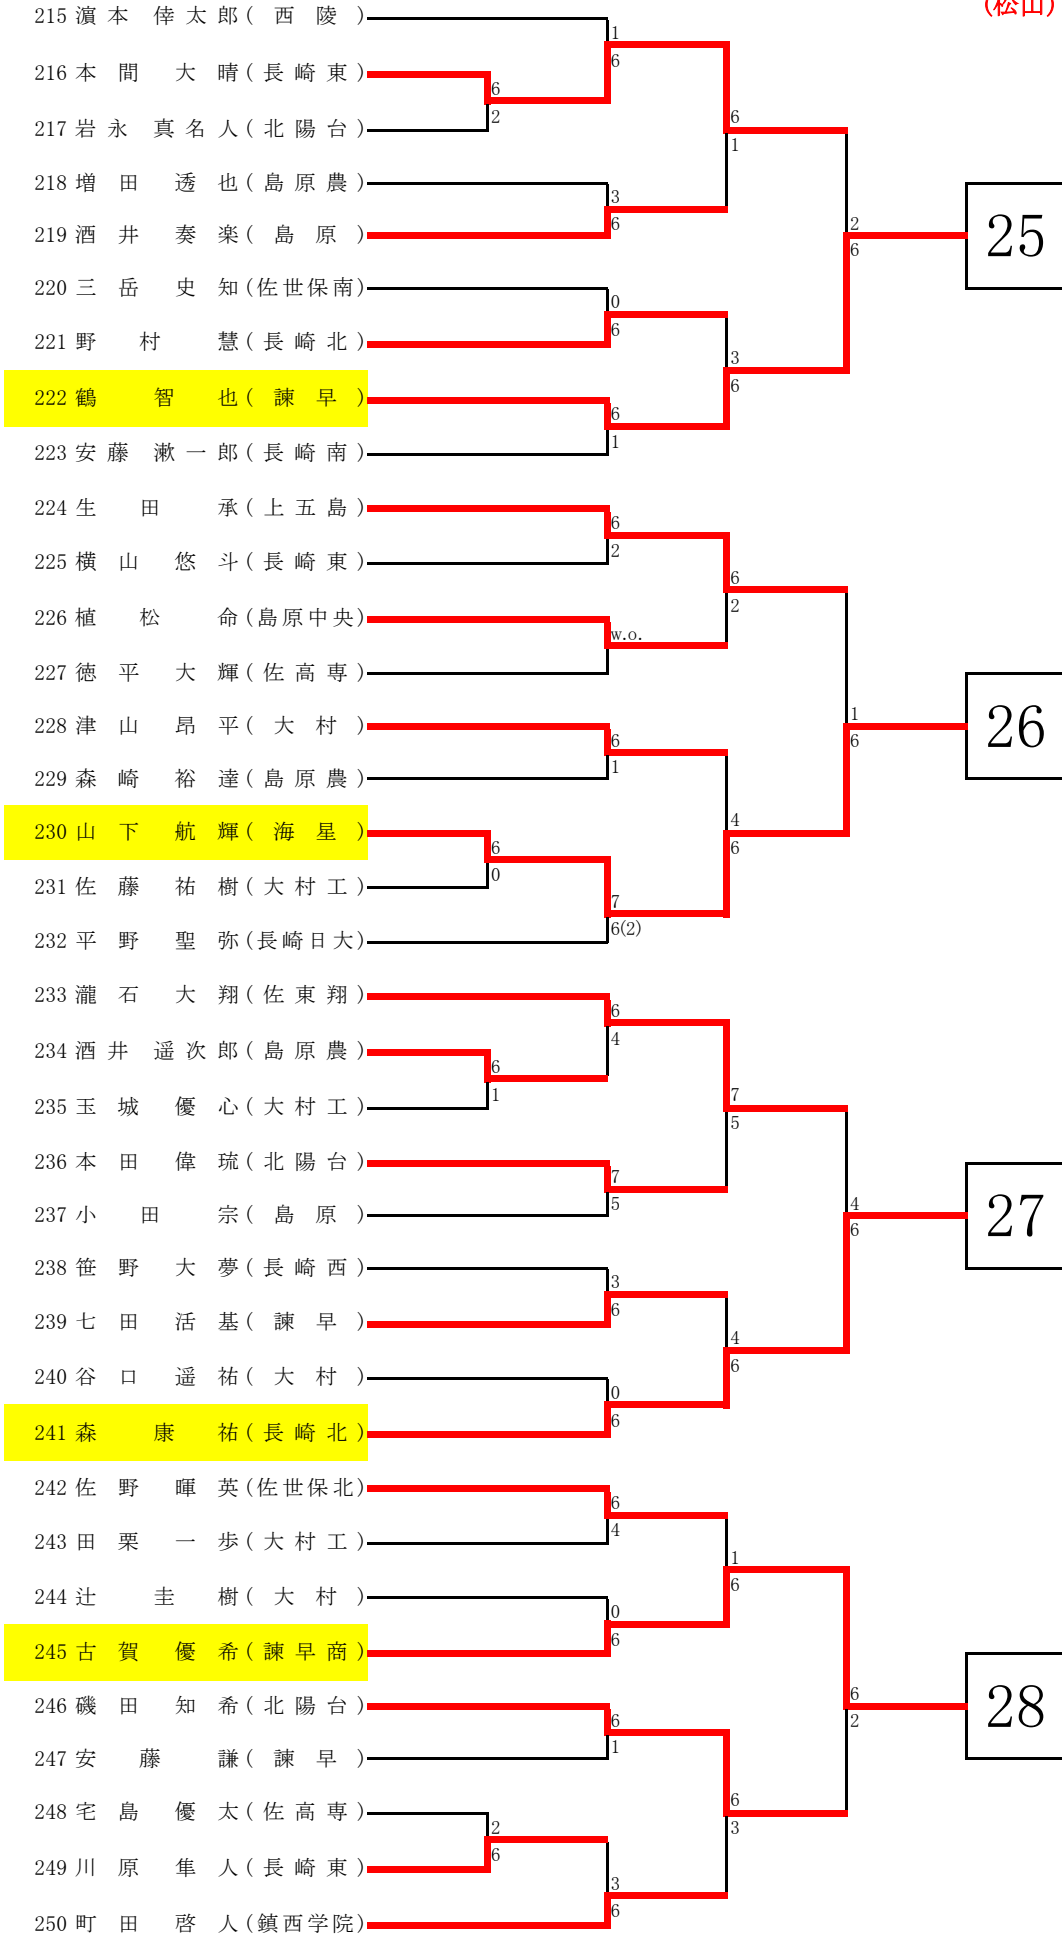 (松山)
215 濵本 倖太郎 (西陵)
1
6
216 本間 大晴 (長崎東)
6
2
217 岩永 真名人 (北陽台)
6
1
218 増田 透也 (島原農)
3
6
219 酒井 奏楽 (島原)
2
6
25
220 三岳 史知 (佐世保南)
0
6
221 野村 慧 (長崎北)
3
6
222 鶴 智也 (諫早)
6
1
223 安藤 漱一郎 (長崎南)
224 生田 承 (上五島)
6
2
225 横山 悠斗 (長崎東)
6
2
226 植松 命 (島原中央)
w.o.
227 徳平 大輝 (佐高専)
228 津山 昂平 (大村)
1
6
26
6
1
229 森崎 裕達 (島原農)
4
6
230 山下 航輝 (海星)
6
0
231 佐藤 祐樹 (大村工)
7
6(2)
232 平野 聖弥 (長崎日大)
233 瀧石 大翔 (佐東翔)
6
4
234 酒井 遥次郎 (島原農)
6
1
235 玉城 優心 (大村工)
7
5
236 本田 偉琉 (北陽台)
7
5
237 小田 宗 (島原)
4
6
27
238 笹野 大夢 (長崎西)
3
6
239 七田 活基 (諫早)
4
6
240 谷口 遥祐 (大村)
0
6
241 森 康祐 (長崎北)
242 佐野 暉英 (佐世保北)
6
4
243 田栗 一歩 (大村工)
1
6
244 辻 圭樹 (大村)
0
6
245 古賀 優希 (諫早商)
246 磯田 知希 (北陽台)
6
2
28
6
1
247 安藤 謙 (諫早)
6
3
248 宅島 優太 (佐高専)
2
6
249 川原 隼人 (長崎東)
3
6
250 町田 啓人 (鎮西学院)